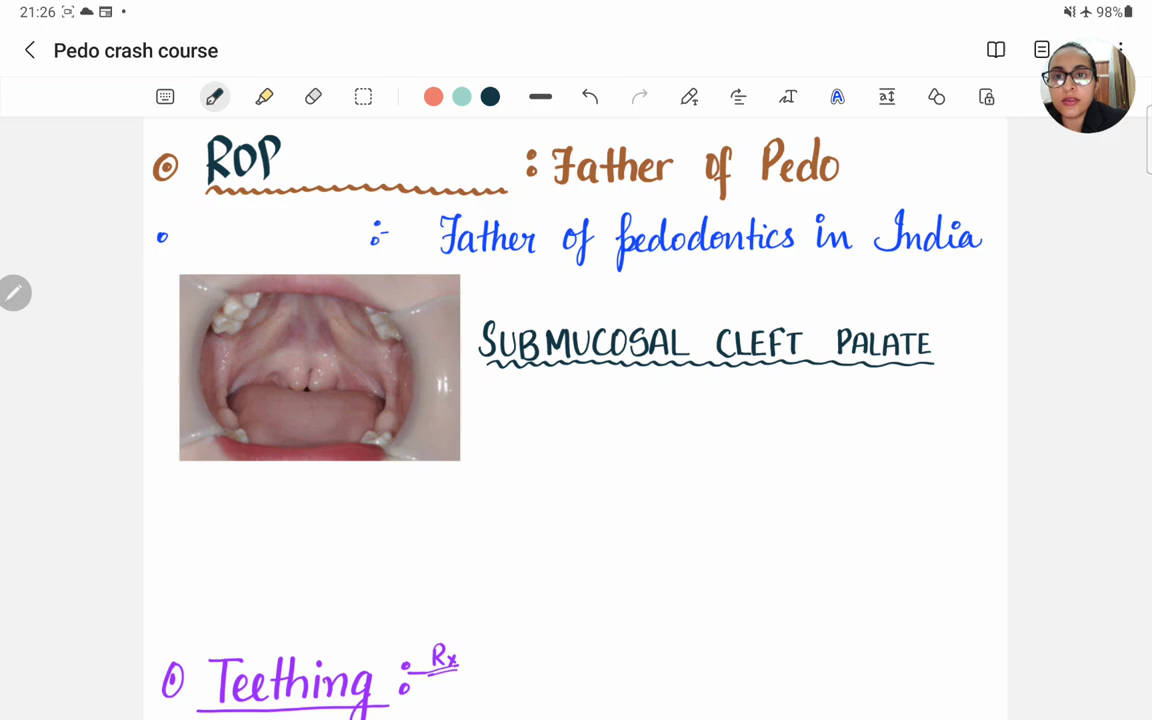 21:26
98%
Pedo crash course
ROP : Father of Pedo
:- Father of pedodontics in India
SUBMUCOSAL CLEFT PALATE
Teething : Rx